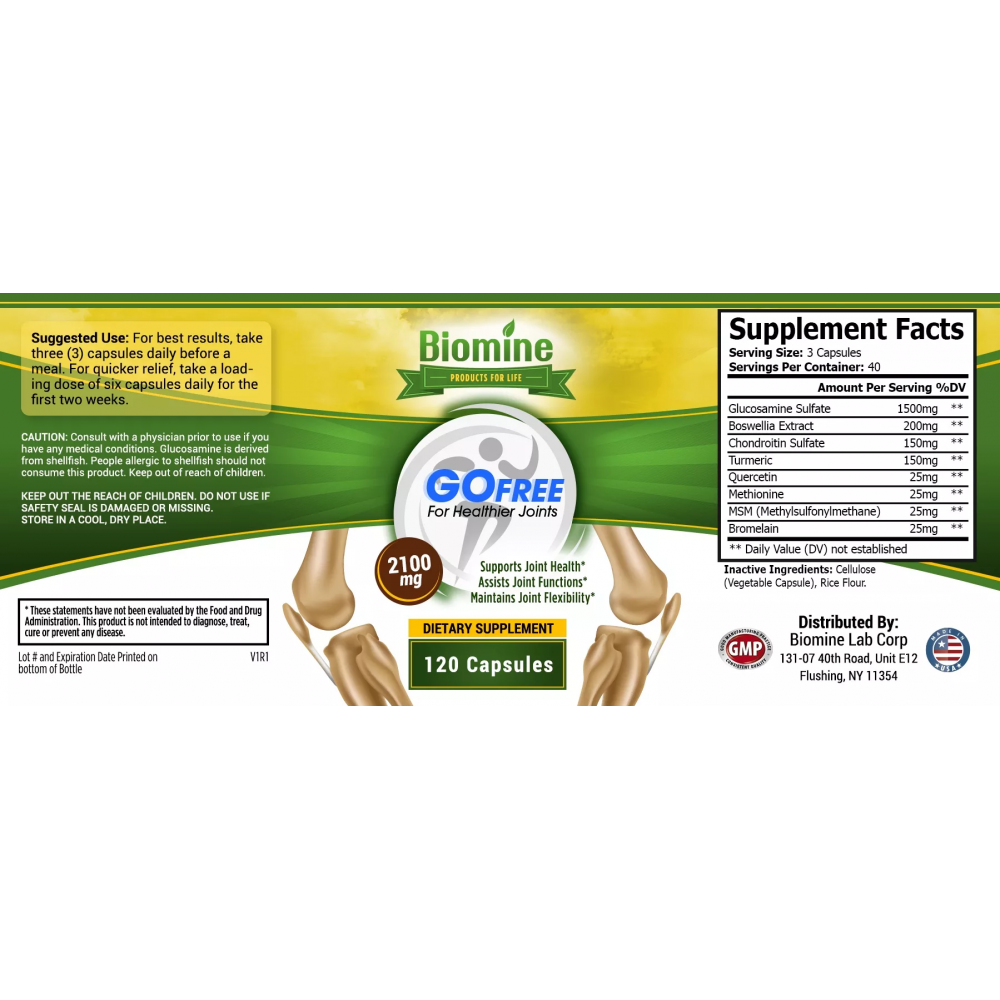 Suggested Use: For best results, take
three (3) capsules daily before a
meal. For quicker relief, take a load-
ing dose of six capsules daily for the
first two weeks.
CAUTION: Consult with a physician prior to use if you
have any medical conditions. Glucosamine is derived
from shellfish. People allergic to shellfish should not
consume this product. Keep out of reach of children.
KEEP OUT THE REACH OF CHILDREN. DO NOT USE IF
SAFETY SEAL IS DAMAGED OR MISSING.
STORE IN A COOL, DRY PLACE.
* These statements have not been evaluated by the Food and Drug
Administration. This product is not intended to diagnose, treat,
cure or prevent any disease.
Lot # and Expiration Date Printed on
bottom of Bottle
V1R1
Biomine
PRODUCTS FOR LIFE
GOFREE
For Healthier Joints
2100
mg
Supports Joint Health*
Assists Joint Functions*
Maintains Joint Flexibility*
DIETARY SUPPLEMENT
120 Capsules
Supplement Facts
Serving Size: 3 Capsules
Servings Per Container: 40
Amount Per Serving %DV
Glucosamine Sulfate 1500mg **
Boswellia Extract 200mg **
Chondroitin Sulfate 150mg **
Turmeric 150mg **
Quercetin 25mg **
Methionine 25mg **
MSM (Methylsulfonylmethane) 25mg **
Bromelain 25mg **
** Daily Value (DV) not established
Inactive Ingredients: Cellulose
(Vegetable Capsule), Rice Flour.
GOOD MANUFACTURING PRACTICE
GMP
CONSISTENT QUALITY
Distributed By:
Biomine Lab Corp
131-07 40th Road, Unit E12
Flushing, NY 11354
MADE IN
USA